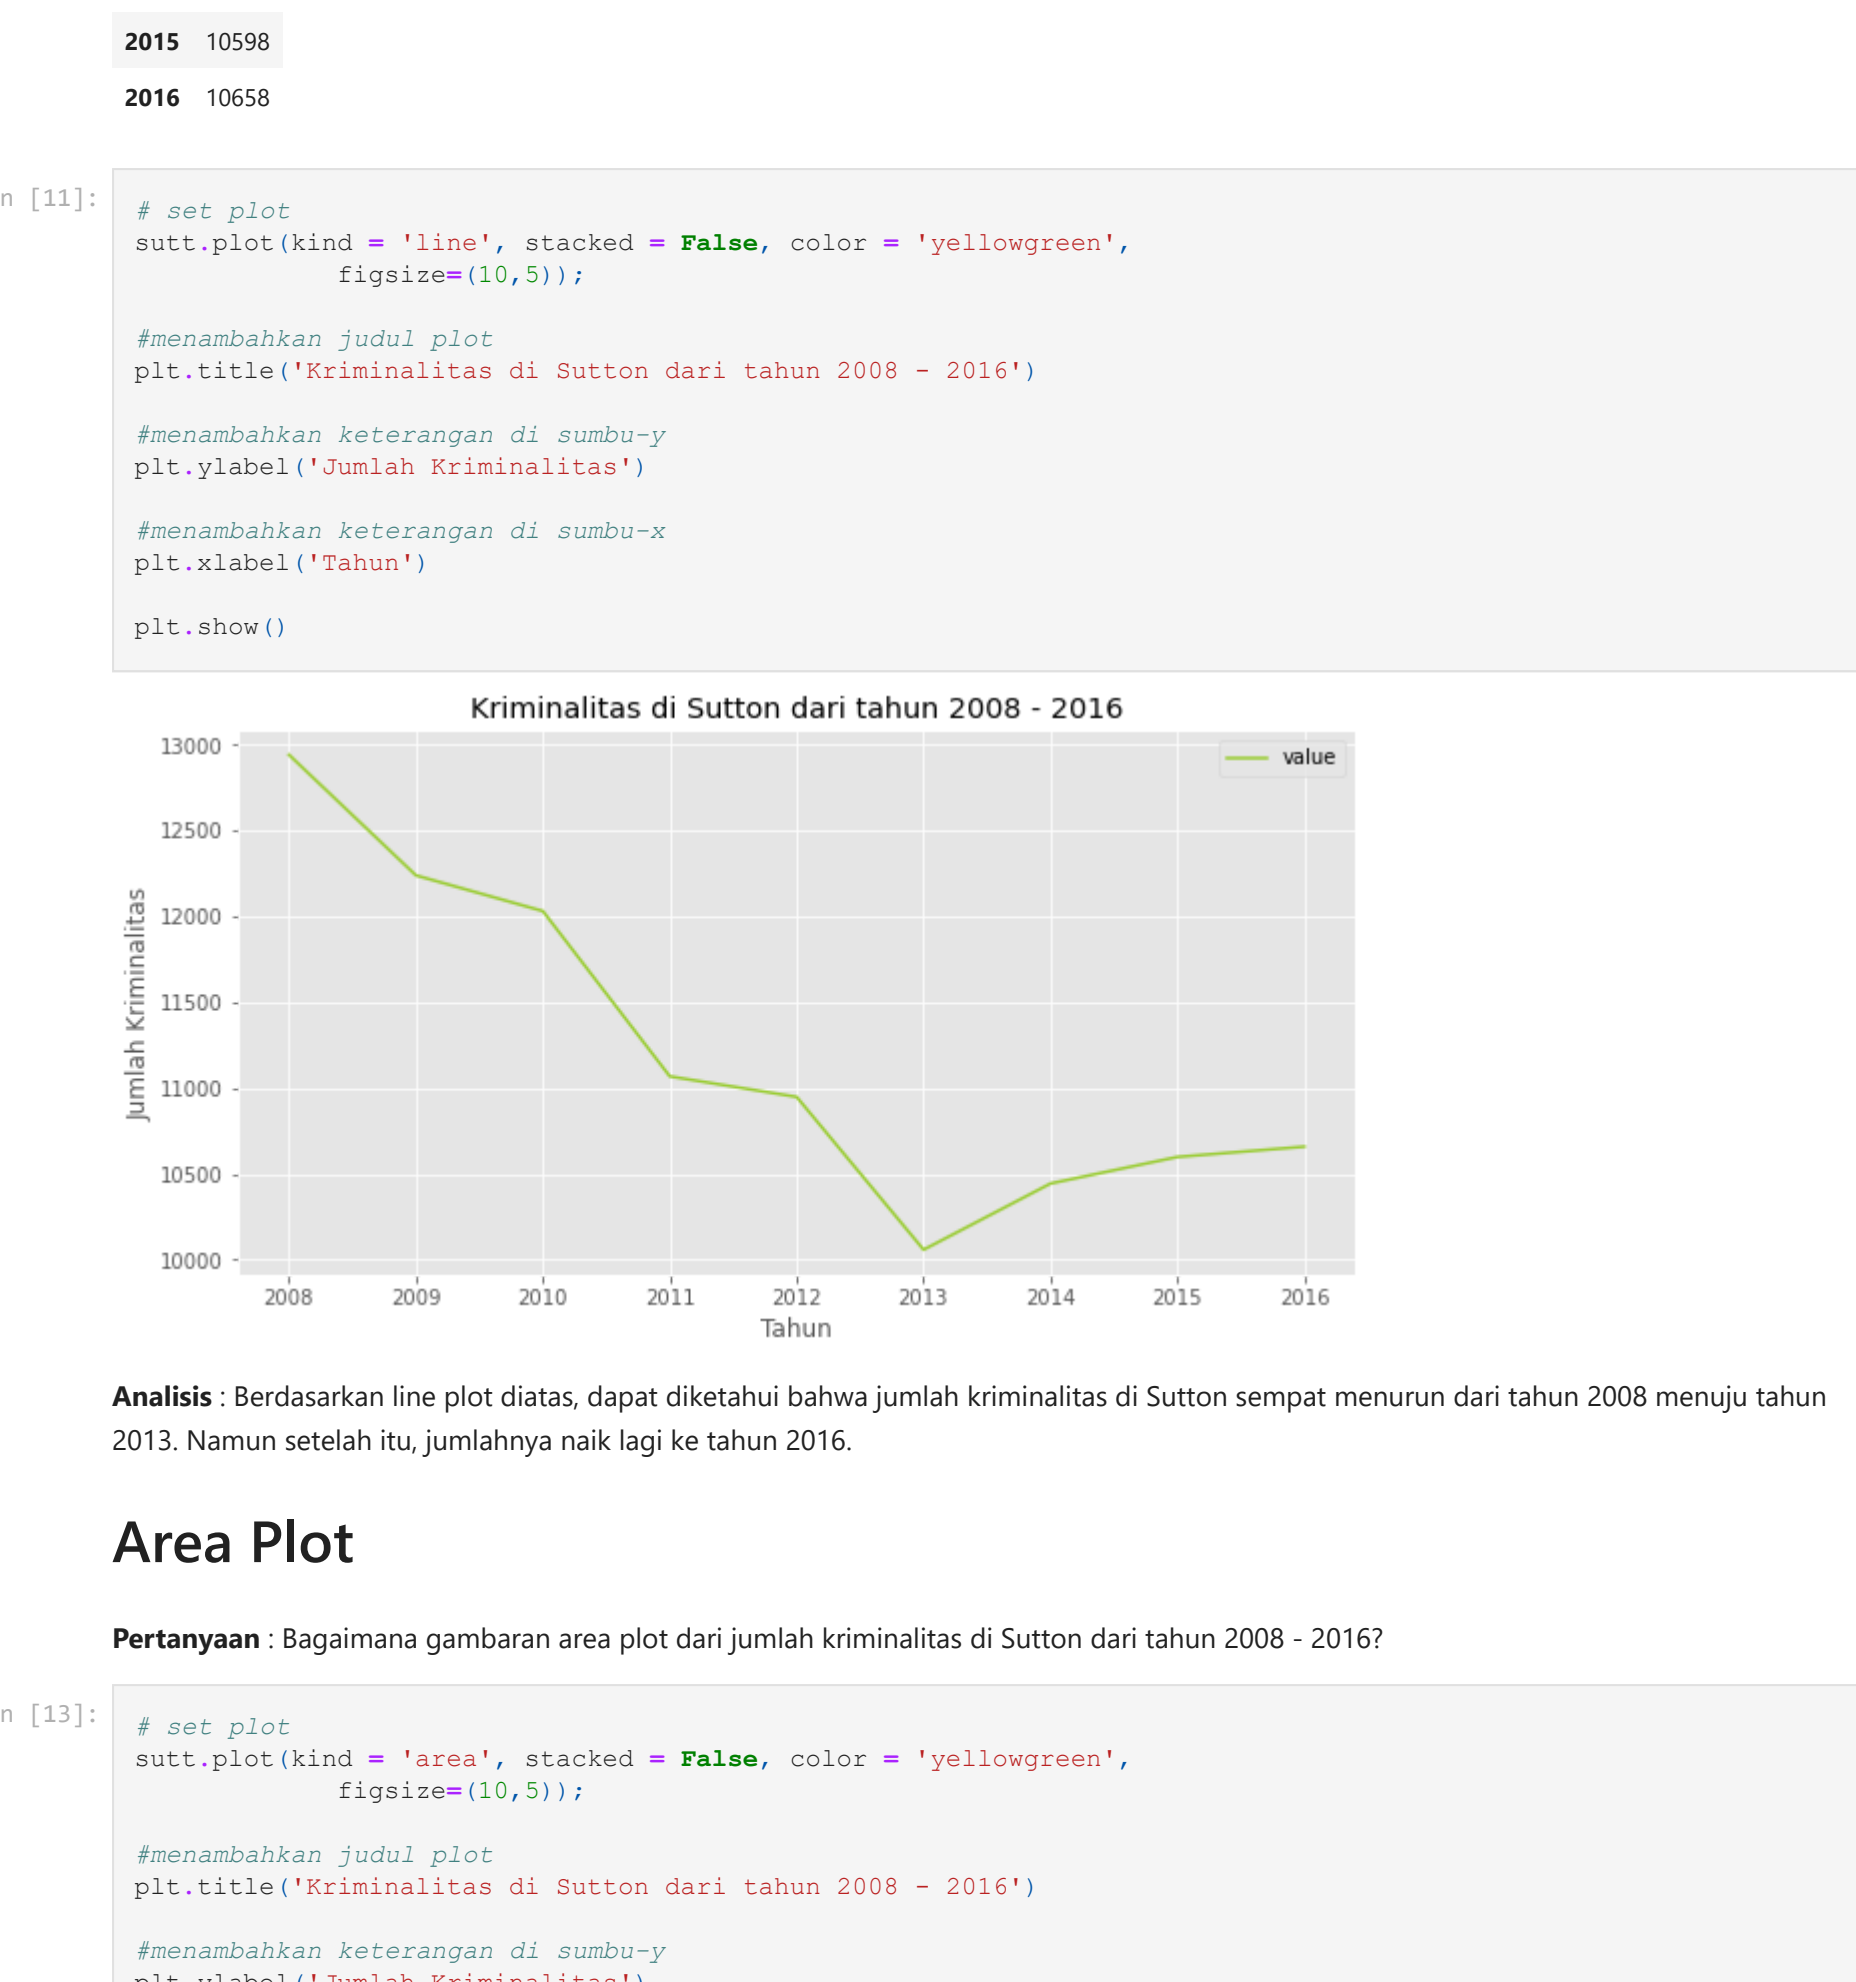 2015 10598
2016 10658
n [11]:
# set plot
sutt.plot(kind = 'line', stacked = False, color = 'yellowgreen',
figsize=(10,5));
#menambahkan judul plot
plt.title('Kriminalitas di Sutton dari tahun 2008 - 2016')
#menambahkan keterangan di sumbu-y
plt.ylabel('Jumlah Kriminalitas')
#menambahkan keterangan di sumbu-x
plt.xlabel('Tahun')
plt.show()
Kriminalitas di Sutton dari tahun 2008 - 2016
value
13000
12500
12000
11500
11000
10500
10000
Jumlah Kriminalitas
2008 2009 2010 2011 2012 2013 2014 2015 2016
Tahun
Analisis : Berdasarkan line plot diatas, dapat diketahui bahwa jumlah kriminalitas di Sutton sempat menurun dari tahun 2008 menuju tahun
2013. Namun setelah itu, jumlahnya naik lagi ke tahun 2016.
Area Plot
Pertanyaan : Bagaimana gambaran area plot dari jumlah kriminalitas di Sutton dari tahun 2008 - 2016?
n [13]:
# set plot
sutt.plot(kind = 'area', stacked = False, color = 'yellowgreen',
figsize=(10,5));
#menambahkan judul plot
plt.title('Kriminalitas di Sutton dari tahun 2008 - 2016')
#menambahkan keterangan di sumbu-y
plt.ylabel('Jumlah Kriminalitas')